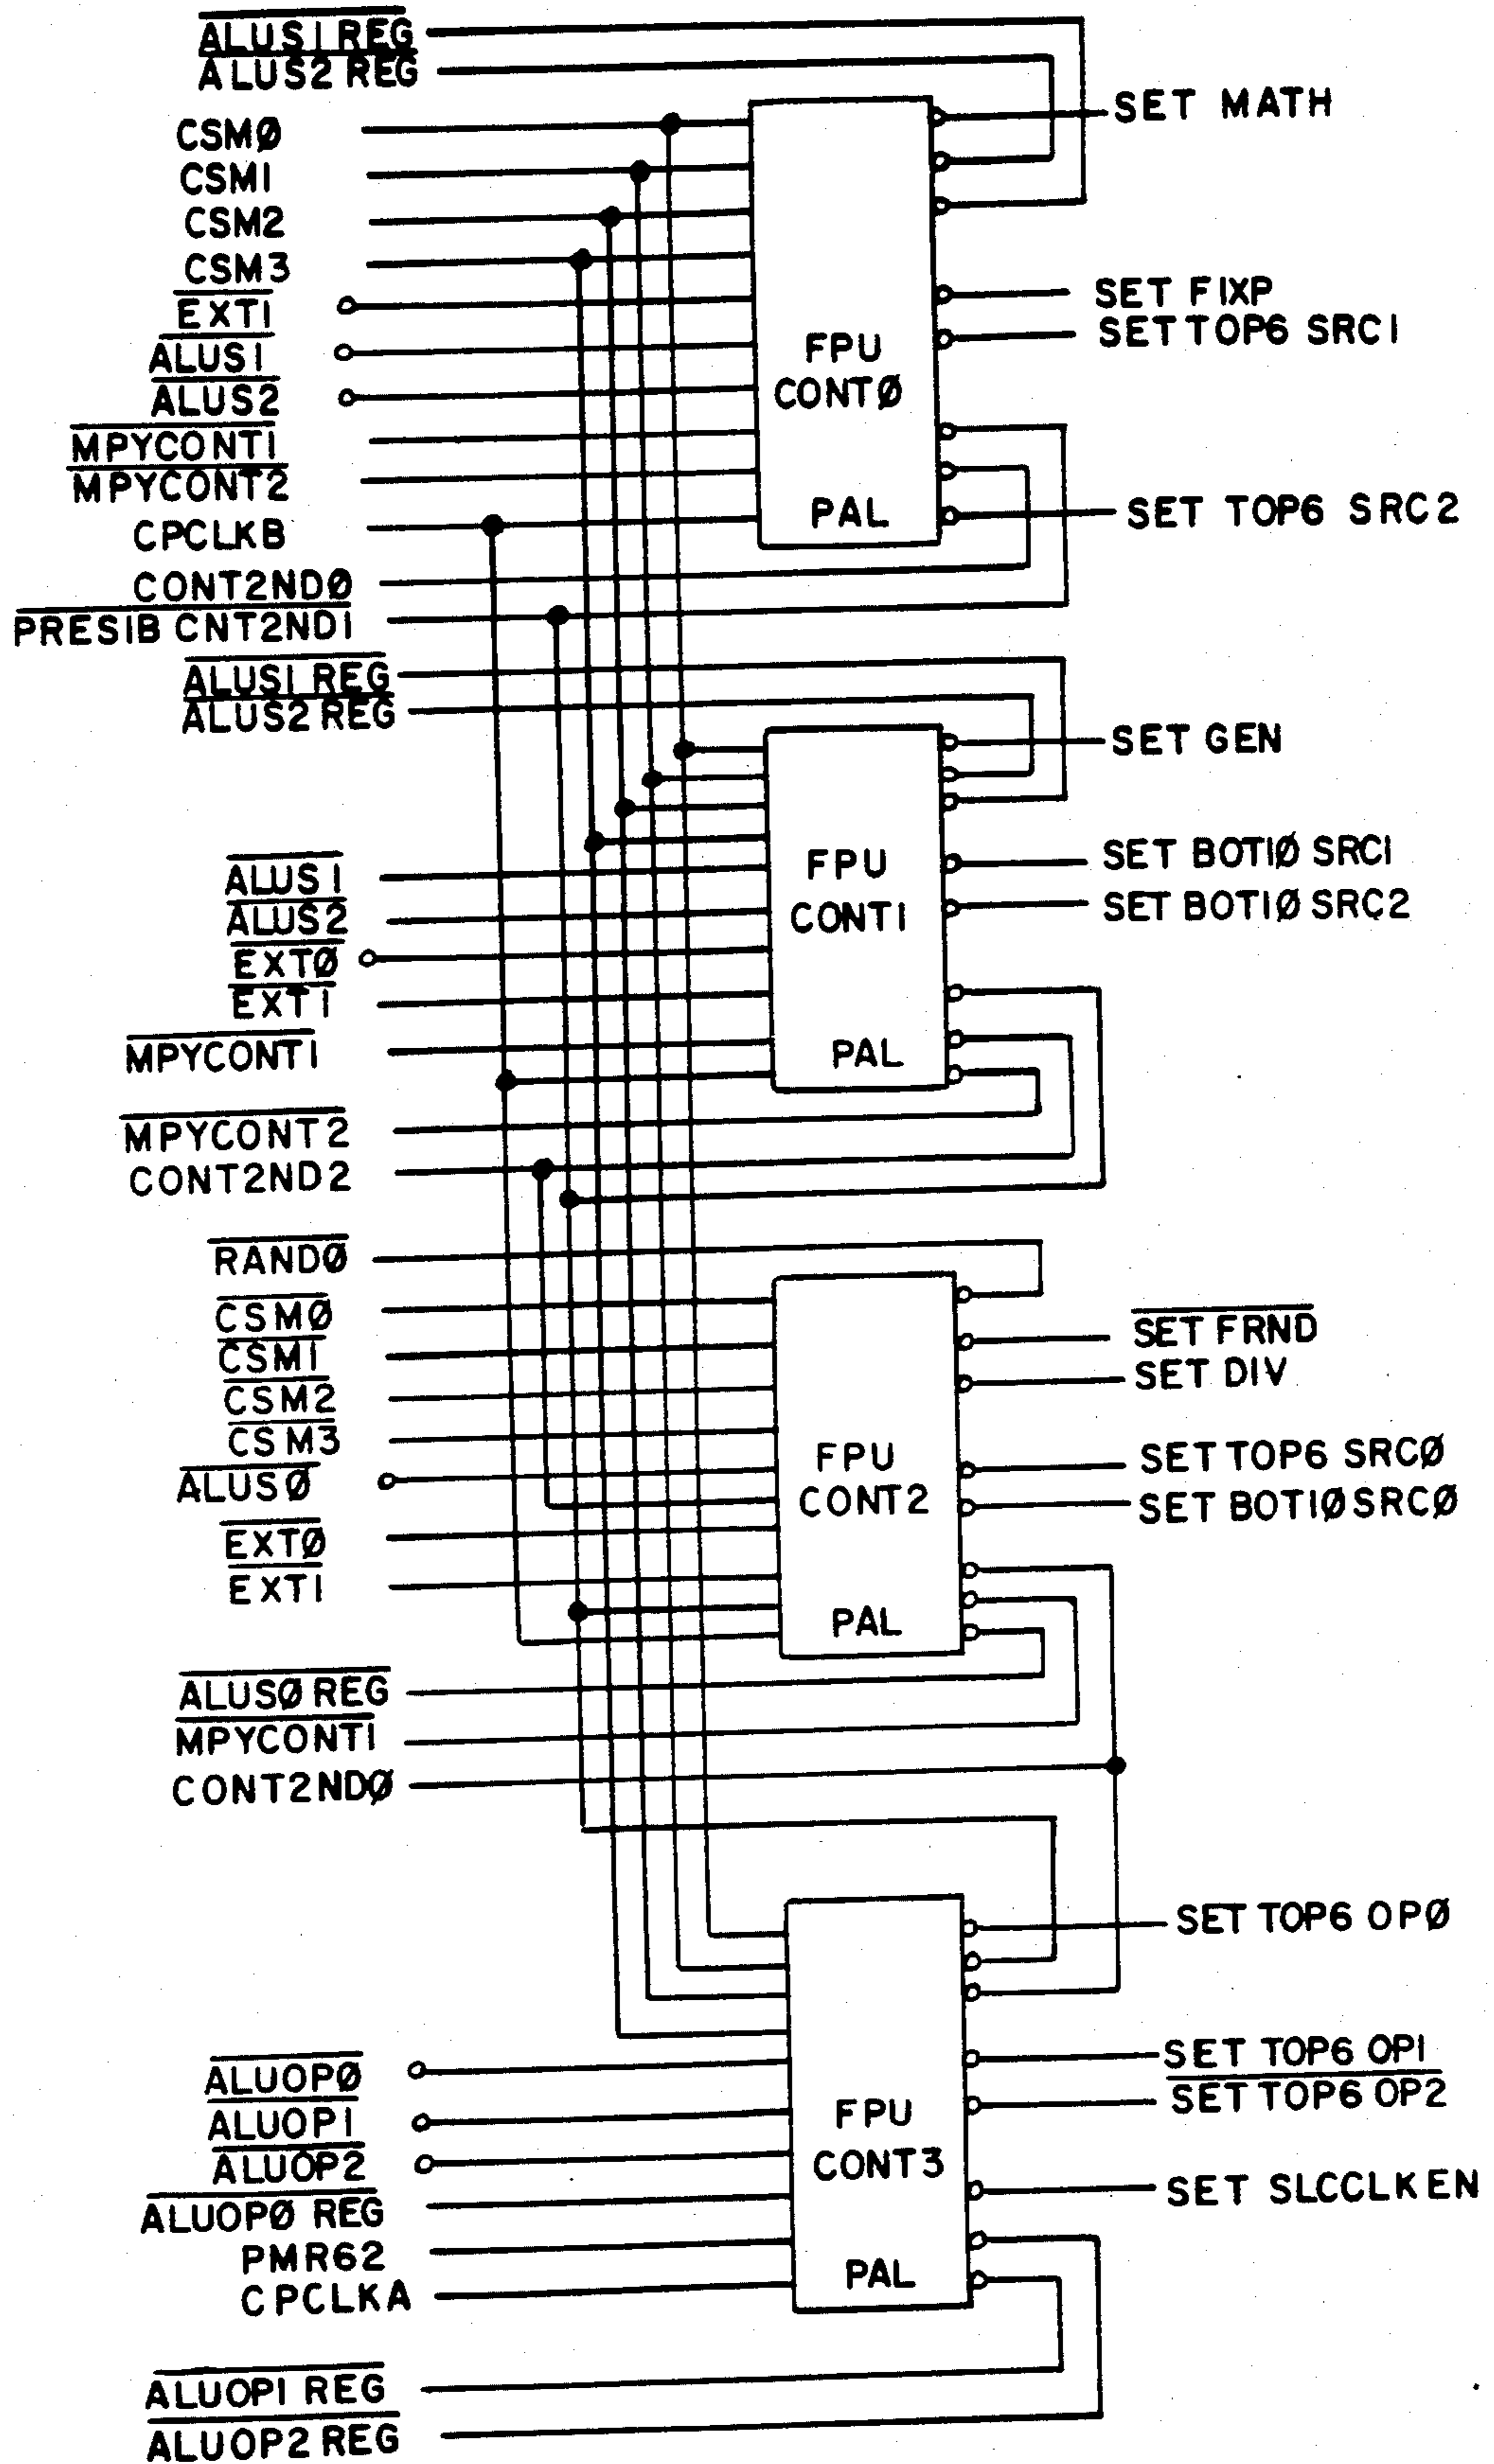 ALUS1 REG
ALUS2 REG
SET MATH
CSMØ
CSM1
CSM2
CSM3
EXT1
SET FIXP
ALUS1
SET TOP6 SRC1
ALUS2
FPU
CONTØ
MPYCONT1
MPYCONT2
PAL
SET TOP6 SRC2
CPCLKB
CONT2NDØ
PRESIB CNT2ND1
ALUS1 REG
ALUS2 REG
SET GEN
ALUS1
FPU
SET BOT1Ø SRC1
ALUS2
CONT1
SET BOT1Ø SRC2
EXTØ
EXT1
MPYCONT1
PAL
MPYCONT2
CONT2ND2
RANDØ
CSMØ
SET FRND
CSM1
SET DIV
CSM2
CSM3
FPU
SET TOP6 SRCØ
ALUSØ
CONT2
SET BOT1Ø SRCØ
EXTØ
EXT1
PAL
ALUSØ REG
MPYCONT1
CONT2NDØ
SET TOP6 OPØ
ALUOPØ
SET TOP6 OP1
ALUOP1
FPU
SET TOP6 OP2
ALUOP2
CONT3
ALUOPØ REG
SET SLCCLKEN
PMR62
PAL
CPCLKA
ALUOP1 REG
ALUOP2 REG